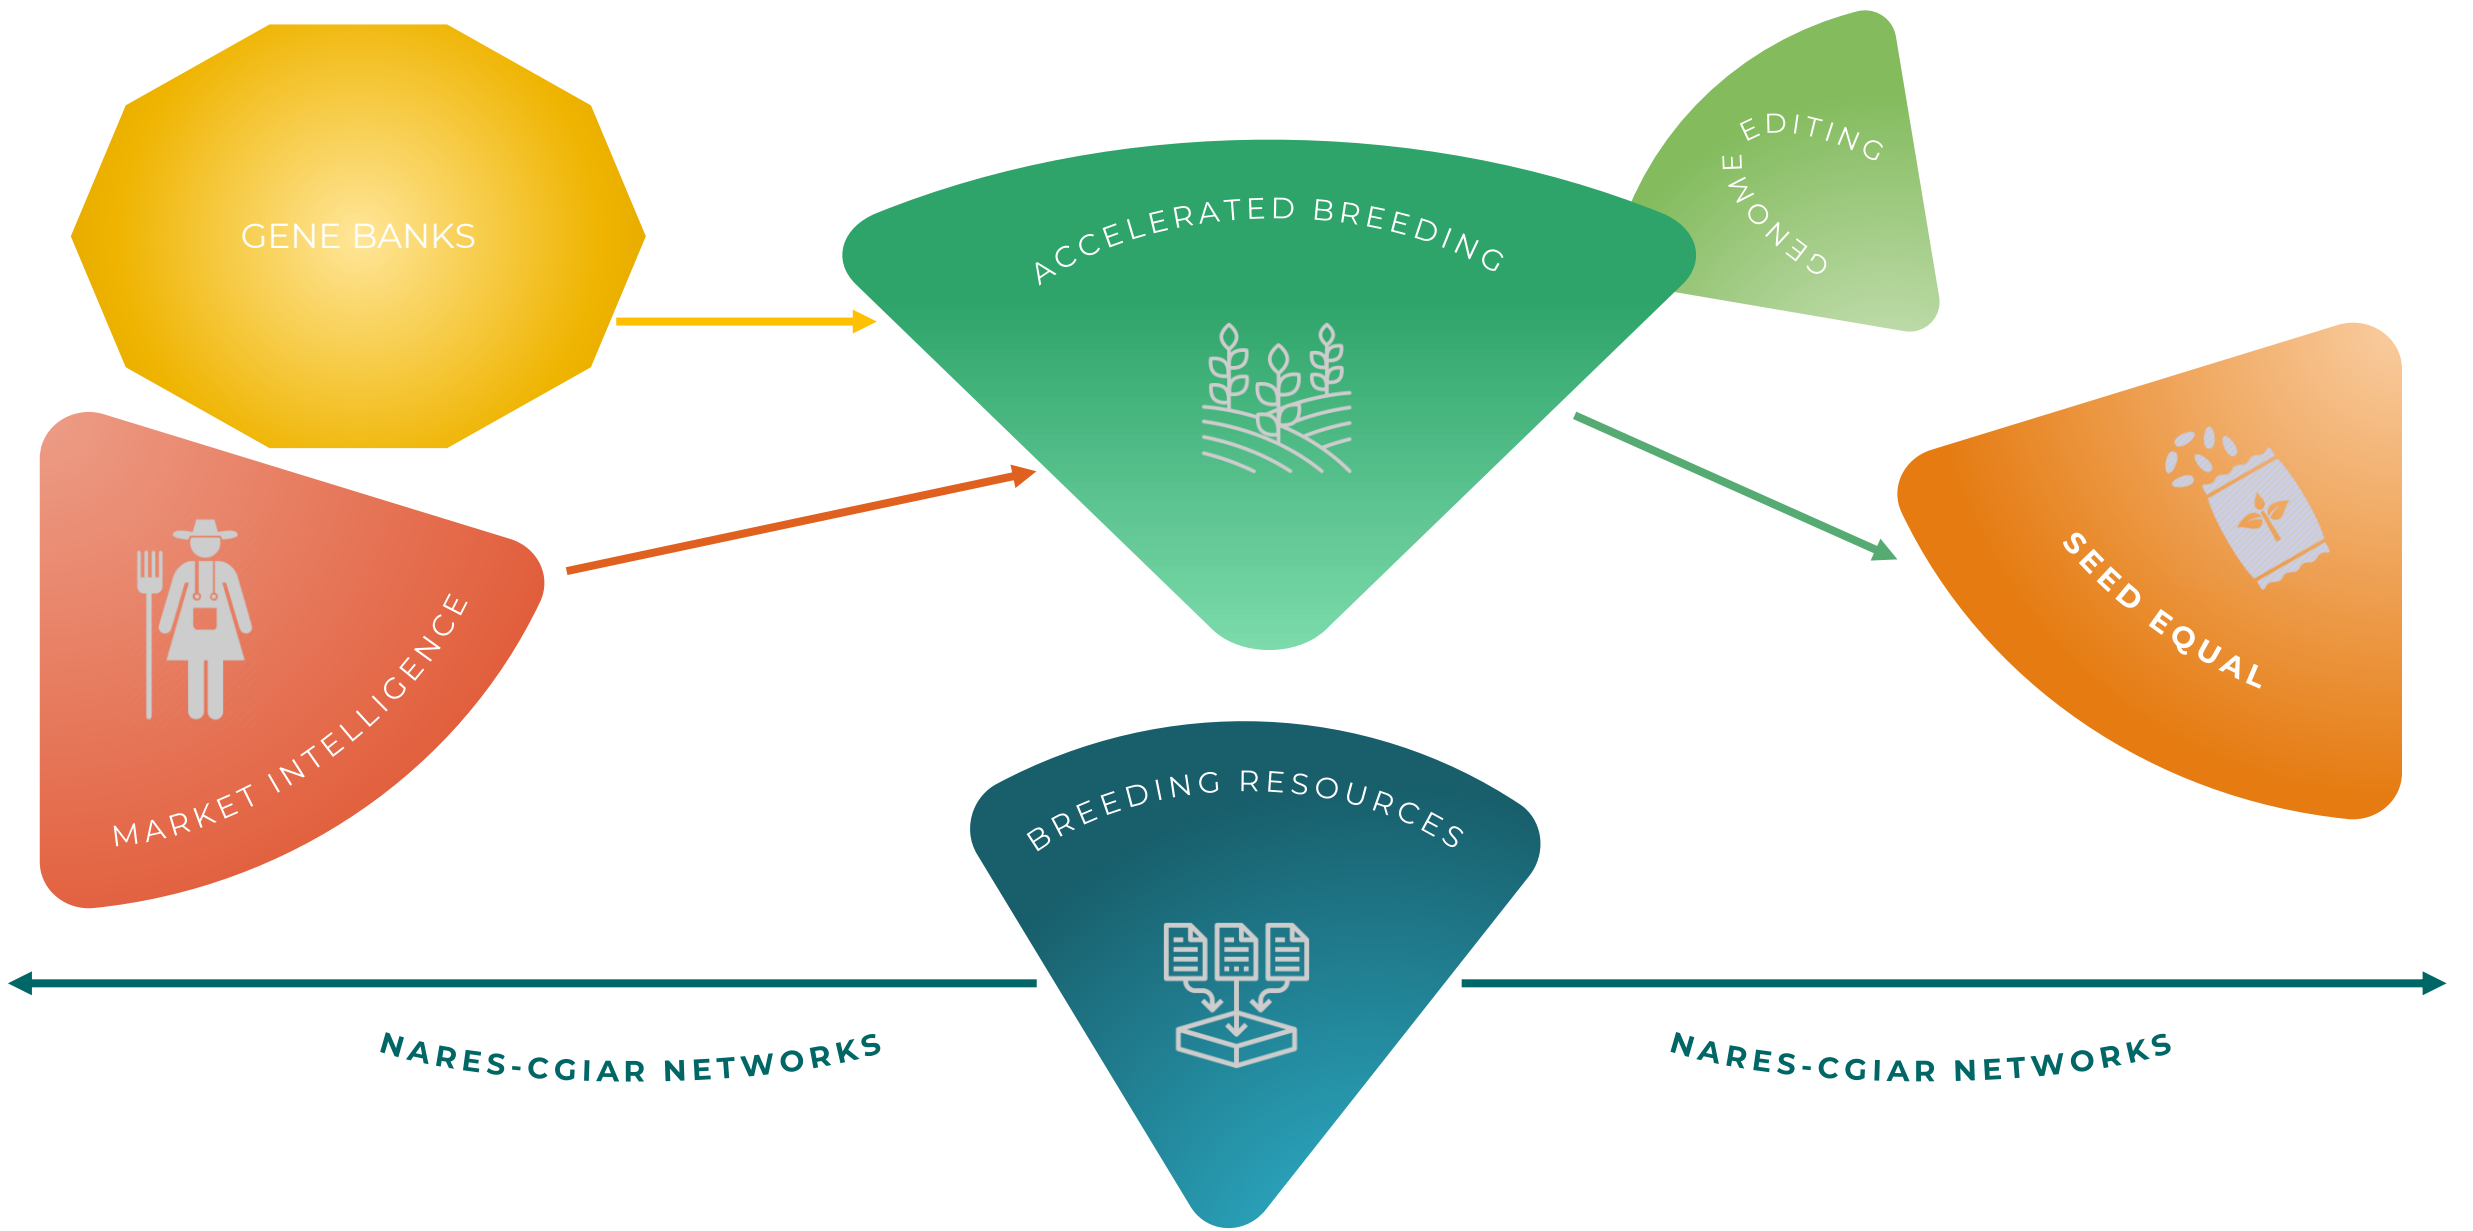 GENE BANKS
ACCELERATED BREEDING
GENOME EDITING
MARKET INTELLIGENCE
SEED EQUAL
BREEDING RESOURCES
NARES-CGIAR NETWORKS
NARES-CGIAR NETWORKS